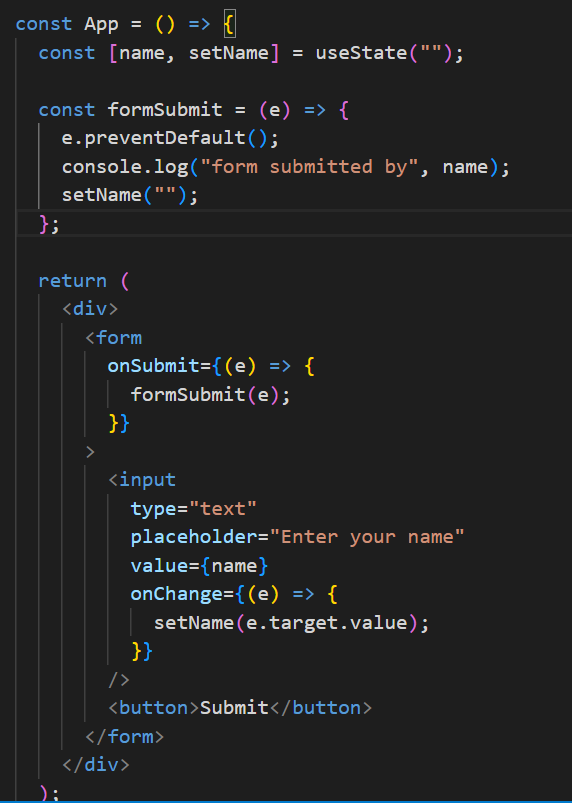 const App = () => {
  const [name, setName] = useState("");

  const formSubmit = (e) => {
    e.preventDefault();
    console.log("form submitted by", name);
    setName("");
  };

  return (
    <div>
      <form
        onSubmit={(e) => {
          formSubmit(e);
        }}
      >
        <input
          type="text"
          placeholder="Enter your name"
          value={name}
          onChange={(e) => {
            setName(e.target.value);
          }}
        />
        <button>Submit</button>
      </form>
    </div>
  );